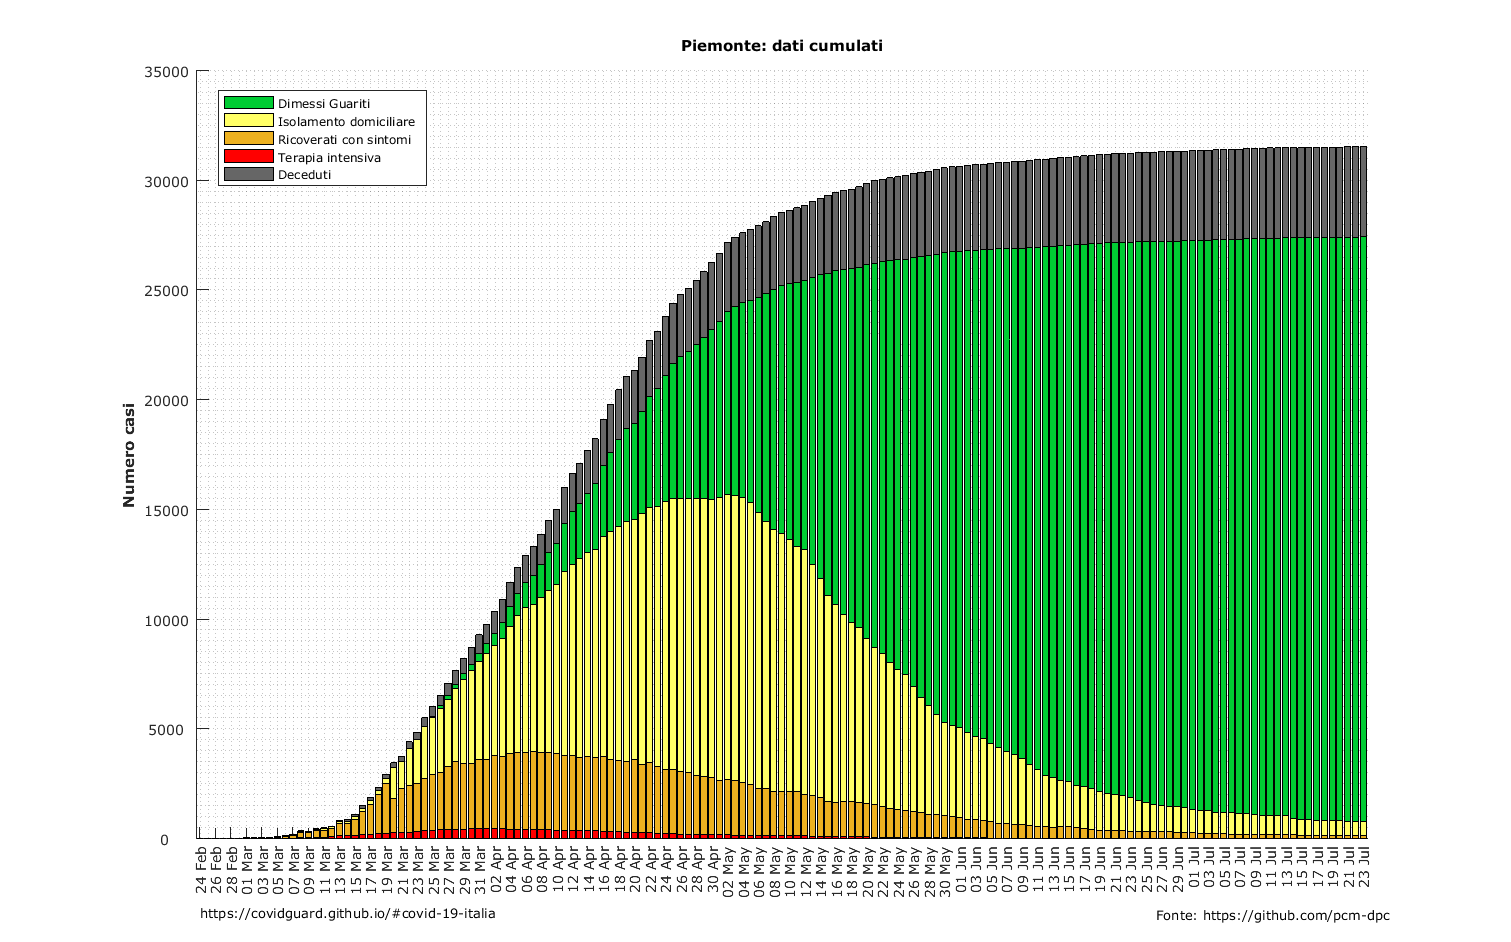 Piemonte: dati cumulati
35000
30000
25000
20000
15000
10000
5000
0
Numero casi
Dimessi Guariti
Isolamento domiciliare
Ricoverati con sintomi
Terapia intensiva
Deceduti
24 Feb
26 Feb
28 Feb
01 Mar
03 Mar
05 Mar
07 Mar
09 Mar
11 Mar
13 Mar
15 Mar
17 Mar
19 Mar
21 Mar
23 Mar
25 Mar
27 Mar
29 Mar
31 Mar
02 Apr
04 Apr
06 Apr
08 Apr
10 Apr
12 Apr
14 Apr
16 Apr
18 Apr
20 Apr
22 Apr
24 Apr
26 Apr
28 Apr
30 Apr
02 May
04 May
06 May
08 May
10 May
12 May
14 May
16 May
18 May
20 May
22 May
24 May
26 May
28 May
30 May
01 Jun
03 Jun
05 Jun
07 Jun
09 Jun
11 Jun
13 Jun
15 Jun
17 Jun
19 Jun
21 Jun
23 Jun
25 Jun
27 Jun
29 Jun
01 Jul
03 Jul
05 Jul
07 Jul
09 Jul
11 Jul
13 Jul
15 Jul
17 Jul
19 Jul
21 Jul
23 Jul
https://covidguard.github.io/#covid-19-italia
Fonte: https://github.com/pcm-dpc